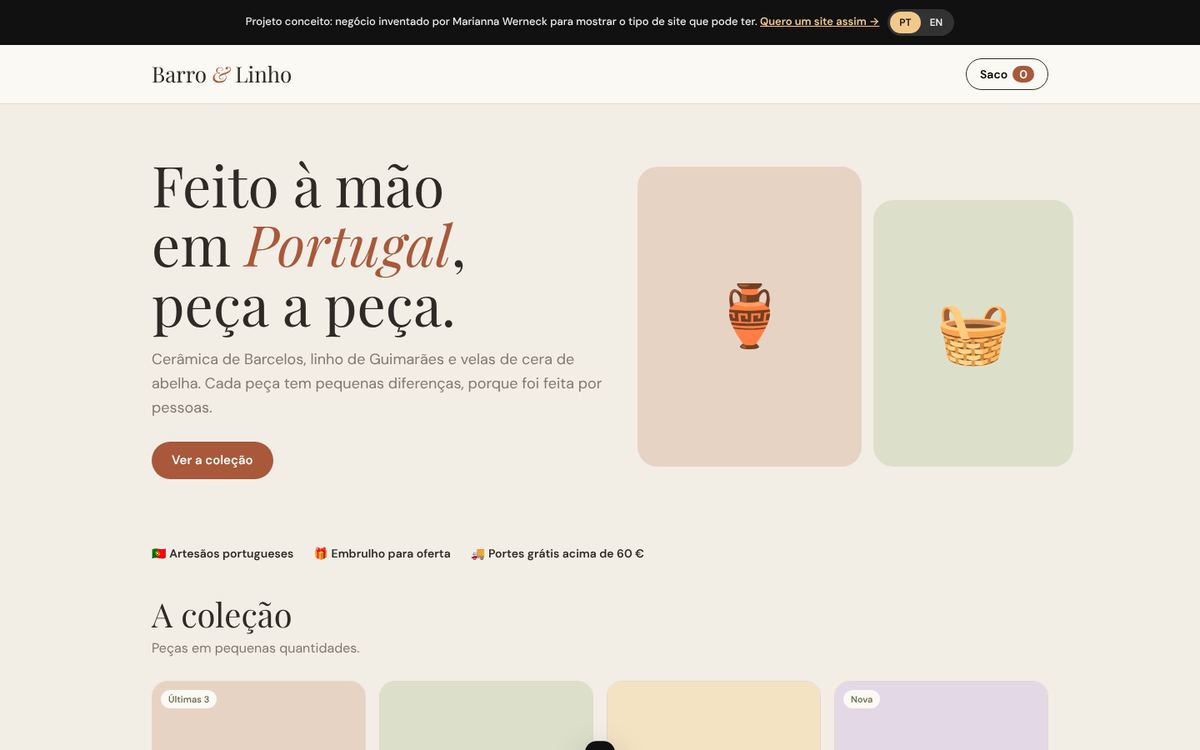 Projeto conceito: negócio inventado por Marianna Werneck para mostrar o tipo de site que pode ter. Quero um site assim → PT EN
Barro & Linho
Saco 0
Feito à mão
em Portugal,
peça a peça.
Cerâmica de Barcelos, linho de Guimarães e velas de cera de
abelha. Cada peça tem pequenas diferenças, porque foi feita por
pessoas.
Ver a coleção
🇵🇹 Artesãos portugueses 🎁 Embrulho para oferta 🚚 Portes grátis acima de 60 €
A coleção
Peças em pequenas quantidades.
Últimas 3
Nova